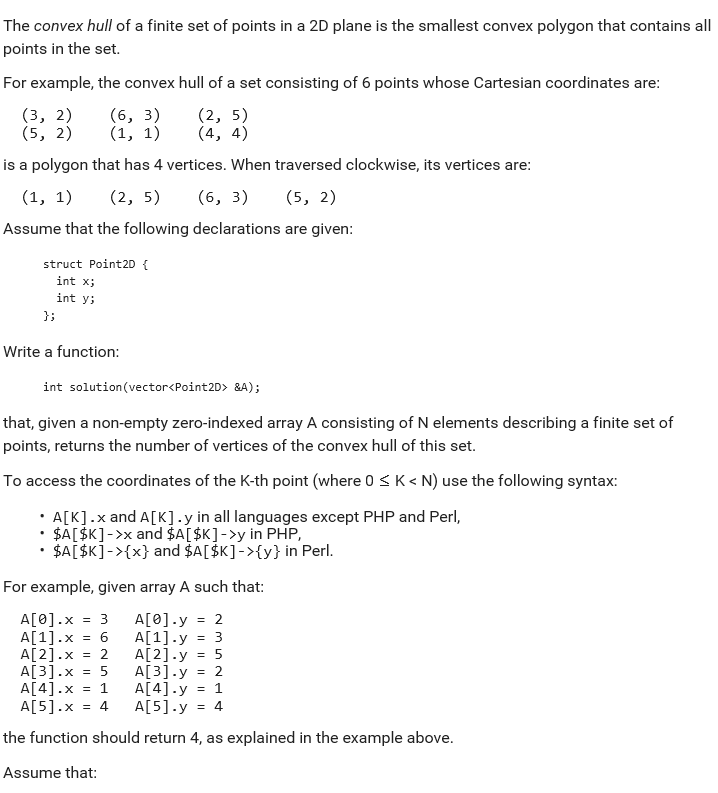 The convex hull of a finite set of points in a 2D plane is the smallest convex polygon that contains all
points in the set.
For example, the convex hull of a set consisting of 6 points whose Cartesian coordinates are:
(3, 2)    (6, 3)    (2, 5)
(5, 2)    (1, 1)    (4, 4)
is a polygon that has 4 vertices. When traversed clockwise, its vertices are:
(1, 1)    (2, 5)    (6, 3)    (5, 2)
Assume that the following declarations are given:
struct Point2D {
  int x;
  int y;
};
Write a function:
int solution(vector<Point2D> &A);
that, given a non-empty zero-indexed array A consisting of N elements describing a finite set of
points, returns the number of vertices of the convex hull of this set.
To access the coordinates of the K-th point (where 0 ≤ K < N) use the following syntax:
• A[K].x and A[K].y in all languages except PHP and Perl,
• $A[$K]->x and $A[$K]->y in PHP,
• $A[$K]->{x} and $A[$K]->{y} in Perl.
For example, given array A such that:
A[0].x = 3   A[0].y = 2
A[1].x = 6   A[1].y = 3
A[2].x = 2   A[2].y = 5
A[3].x = 5   A[3].y = 2
A[4].x = 1   A[4].y = 1
A[5].x = 4   A[5].y = 4
the function should return 4, as explained in the example above.
Assume that: